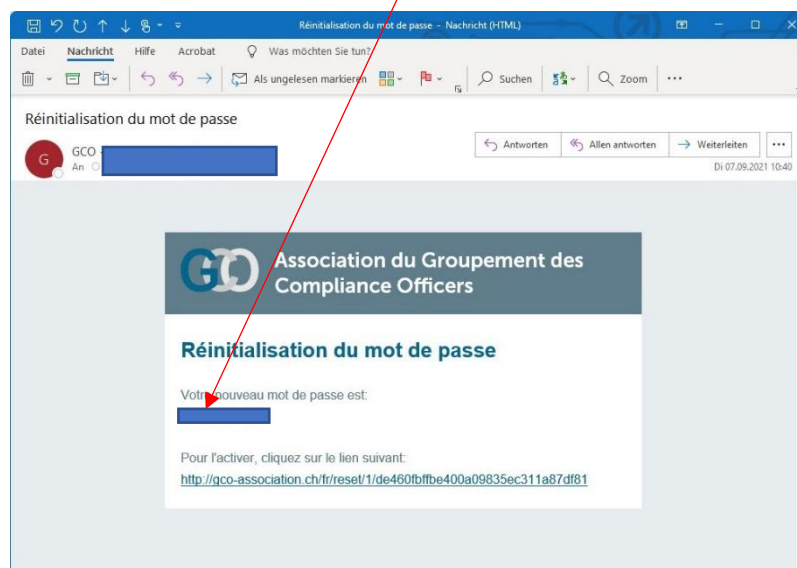 Réinitialisation du mot de passe - Nachricht (HTML)
Datei Nachricht Hilfe Acrobat Was möchten Sie tun?
Als ungelesen markieren Suchen Zoom
Réinitialisation du mot de passe
G
GCO -
An
Antworten Allen antworten Weiterleiten
Di 07.09.2021 10:40
GCO
Association du Groupement des
Compliance Officers
Réinitialisation du mot de passe
Votre nouveau mot de passe est:
Pour l'activer, cliquez sur le lien suivant:
http://gco-association.ch/fr/reset/1/de460fbffbe400a09835ec311a87df81